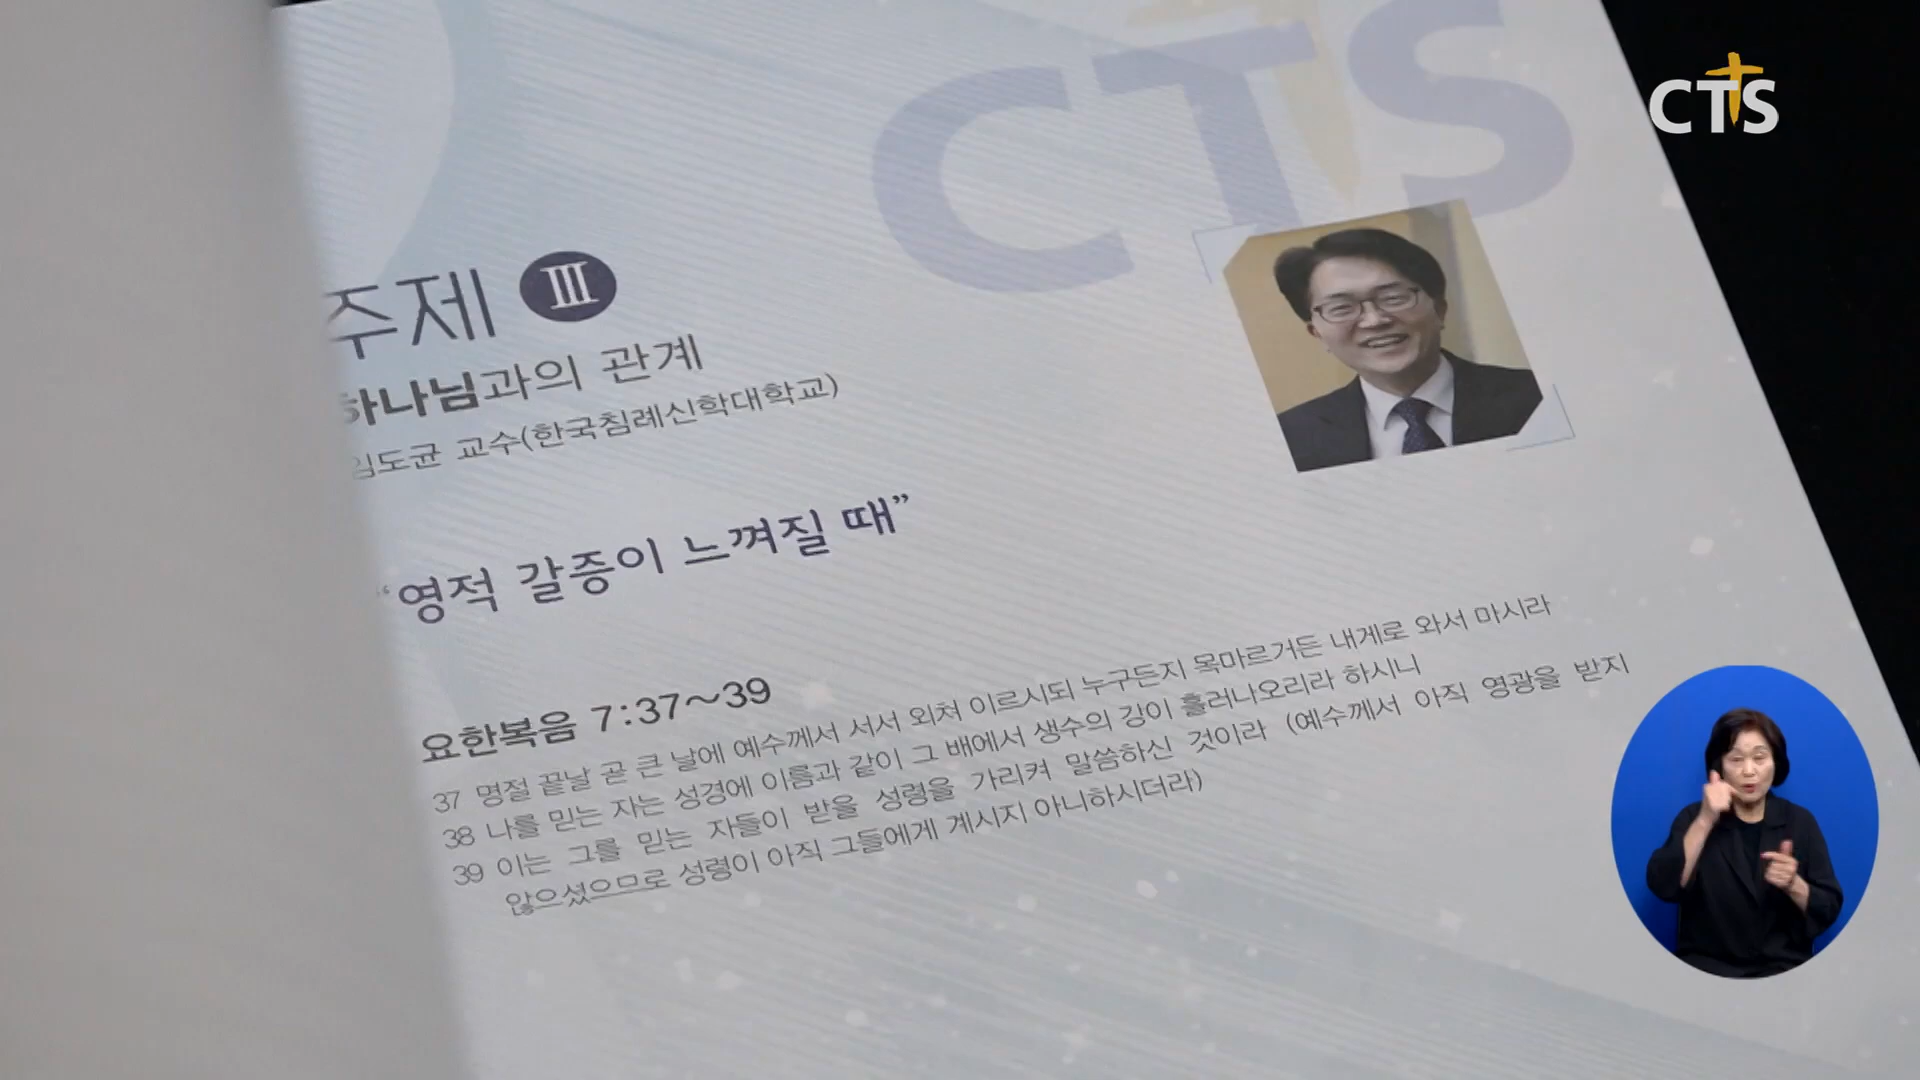 CTS
CTS
주제 Ⅲ
하나님과의 관계
임도균 교수(한국침례신학대학교)
“영적 갈증이 느껴질 때”
요한복음 7:37~39
37 명절 끝날 곧 큰 날에 예수께서 서서 외쳐 이르시되 누구든지 목마르거든 내게로 와서 마시라
38 나를 믿는 자는 성경에 이름과 같이 그 배에서 생수의 강이 흘러나오리라 하시니
39 이는 그를 믿는 자들이 받을 성령을 가리켜 말씀하신 것이라 (예수께서 아직 영광을 받지
않으셨으므로 성령이 아직 그들에게 계시지 아니하시더라)